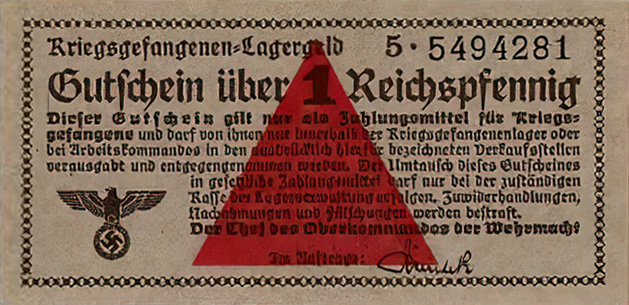 Kriegsgefangenen-Lagergeld 5·5494281
Gutschein über 1 Reichspfennig
Dieser Gutschein gilt nur als Zahlungsmittel für Kriegs-
gefangene und darf von ihnen nur innerhalb der Kriegsgefangenenlager oder
bei Arbeitskommandos in den ausdrücklich hierfür bezeichneten Verkaufsstellen
verausgabt und entgegengenommen werden. Der Umtausch dieses Gutscheines
in gesetzliche Zahlungsmittel darf nur bei der zuständigen
Kasse der Lagerverwaltung erfolgen. Zuwiderhandlungen,
Nachahmungen und Fälschungen werden bestraft.
Der Chef des Oberkommandos der Wehrmacht
Im Auftrage: